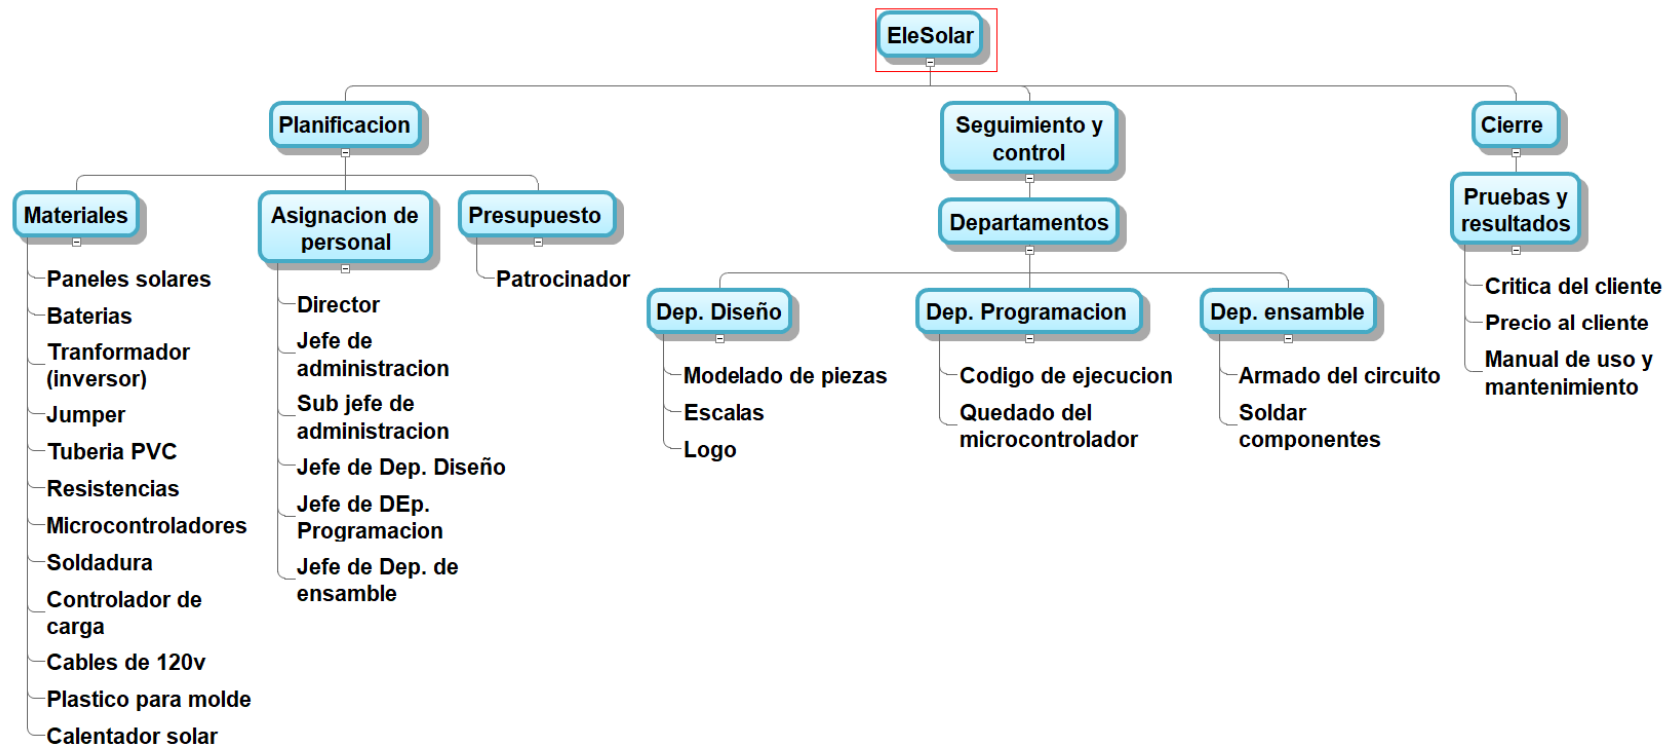 EleSolar
Planificacion
Seguimiento y
control
Cierre
Materiales
Paneles solares
Baterias
Tranformador
(inversor)
Jumper
Tuberia PVC
Resistencias
Microcontroladores
Soldadura
Controlador de
carga
Cables de 120v
Plastico para molde
Calentador solar
Asignacion de
personal
Director
Jefe de
administracion
Sub jefe de
administracion
Jefe de Dep. Diseño
Jefe de DEp.
Programacion
Jefe de Dep. de
ensamble
Presupuesto
Patrocinador
Departamentos
Dep. Diseño
Modelado de piezas
Escalas
Logo
Dep. Programacion
Codigo de ejecucion
Quedado del
microcontrolador
Dep. ensamble
Armado del circuito
Soldar
componentes
Pruebas y
resultados
Critica del cliente
Precio al cliente
Manual de uso y
mantenimiento